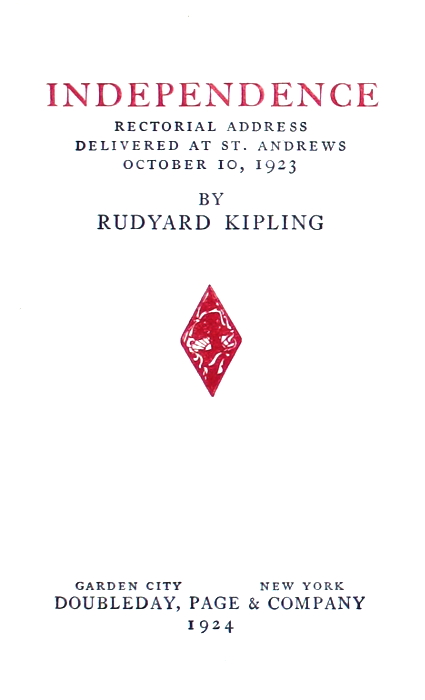 INDEPENDENCE
RECTORIAL ADDRESS
DELIVERED AT ST. ANDREWS
OCTOBER 10, 1923
BY
RUDYARD KIPLING
GARDEN CITY NEW YORK
DOUBLEDAY, PAGE & COMPANY
1924